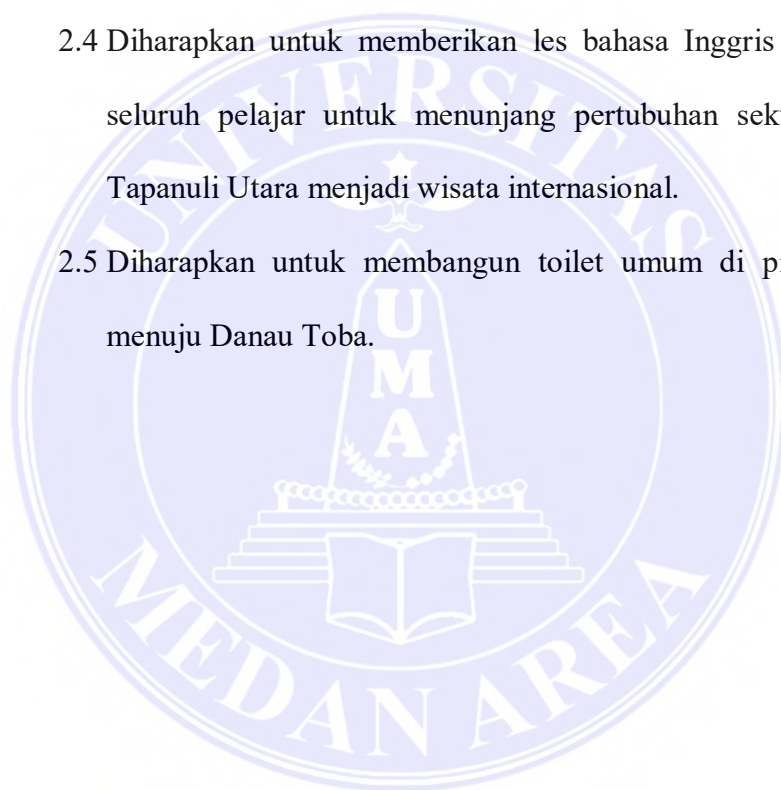 2.4 Diharapkan untuk memberikan les bahasa Inggris
seluruh pelajar untuk menunjang pertubuhan
Tapanuli Utara menjadi wisata internasional.
2.5 Diharapkan untuk membangun toilet umum di
menuju Danau Toba.
UNIVERSITAS
UMA
MEDAN AREA